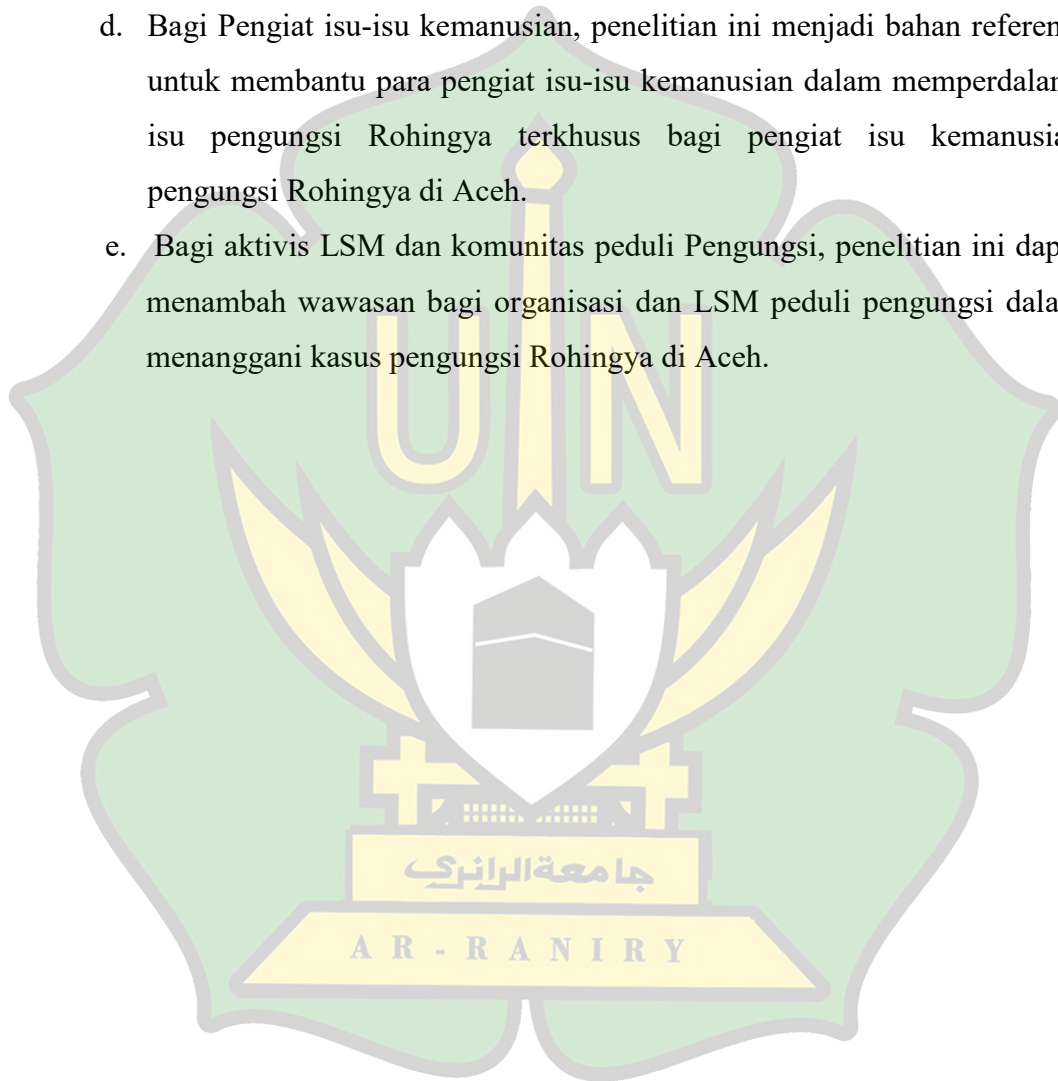 d. Bagi Pengiat isu-isu kemanusian, penelitian ini menjadi bahan referen
untuk membantu para pengiat isu-isu kemanusian dalam memperdalan
isu pengungsi Rohingya terkhusus bagi pengiat isu kemanusia
pengungsi Rohingya di Aceh.
e. Bagi aktivis LSM dan komunitas peduli Pengungsi, penelitian ini dap
menambah wawasan bagi organisasi dan LSM peduli pengungsi dala
menanggani kasus pengungsi Rohingya di Aceh.
UIN
جامعة الرانري
AR-RANIRY